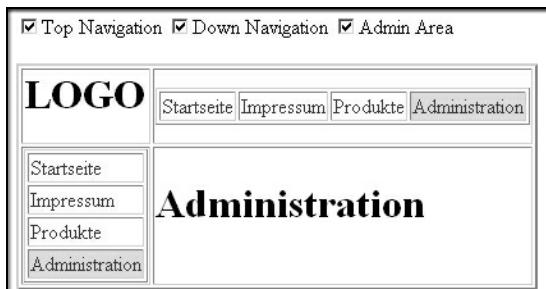 Top Navigation Down Navigation Admin Area
LOGO
Startseite Impressum Produkte Administration
Startseite
Impressum
Produkte
Administration
Administration